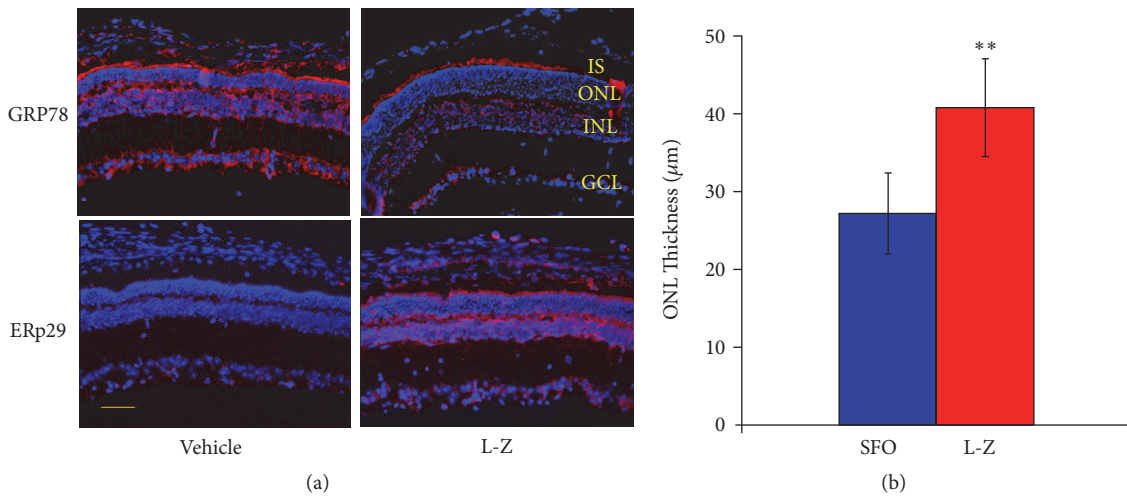 GRP78
IS
ONL
INL
GCL
ERp29
Vehicle
L-Z
(a)
ONL Thickness (μm)
50
40
30
20
10
0
**
SFO
L-Z
(b)